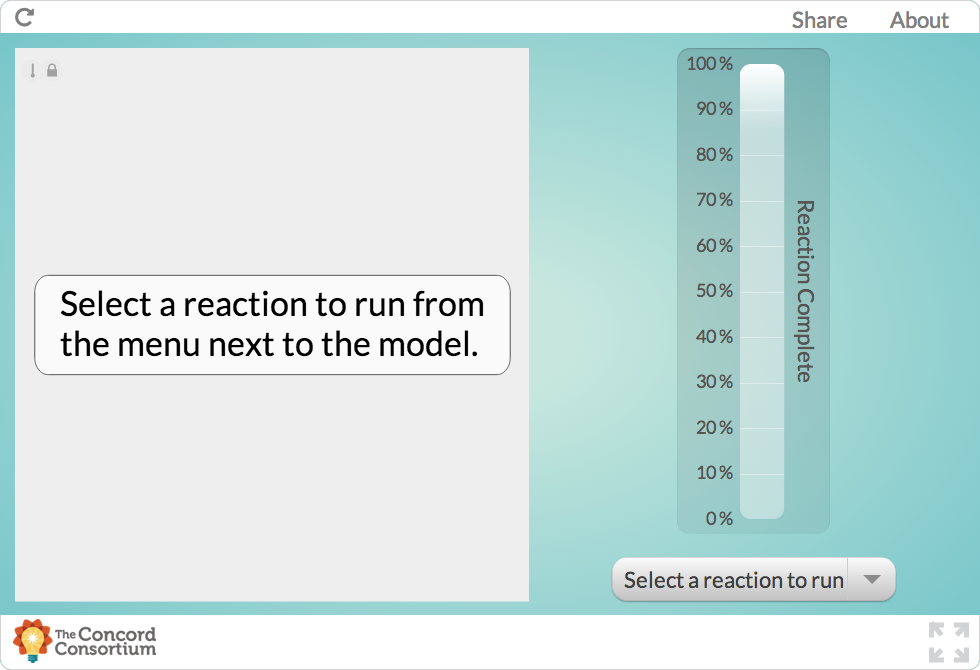 Share About
Select a reaction to run from
the menu next to the model.
100 %
90 %
80 %
70 %
60 %
50 %
40 %
30 %
20 %
10 %
0 %
Reaction Complete
Select a reaction to run
The Concord
Consortium